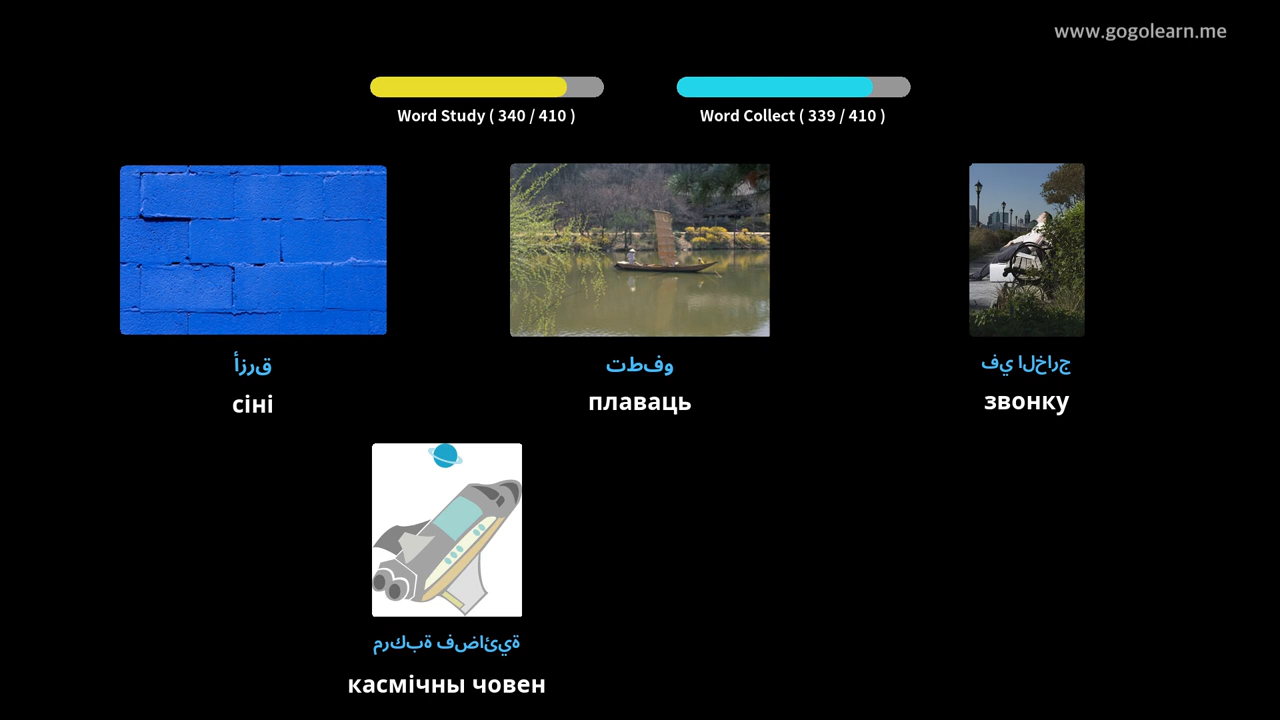 www.gogolearn.me
Word Study ( 340 / 410 )
Word Collect ( 339 / 410 )
أزرق
تطفو
في الخارج
сіні
плаваць
звонку
مركبة فضائية
касмічны човен